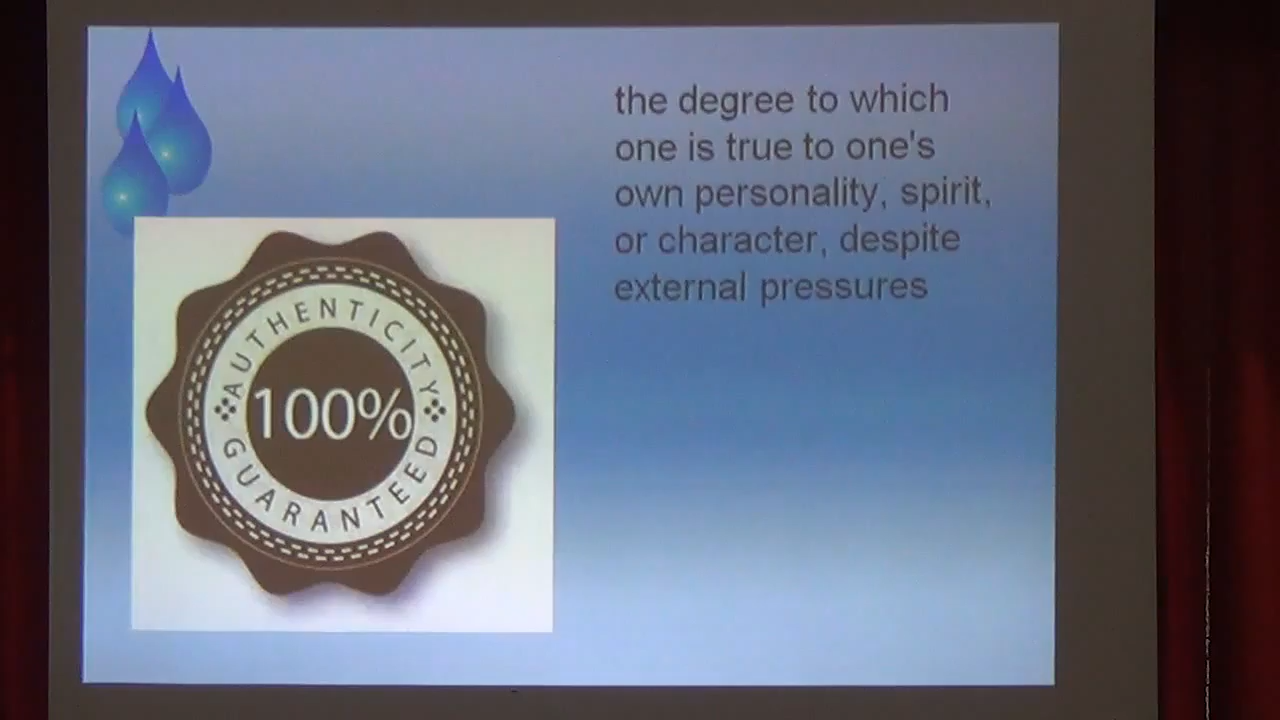 the degree to which
one is true to one's
own personality, spirit,
or character, despite
external pressures
AUTHENTICITY
100%
GUARANTEED